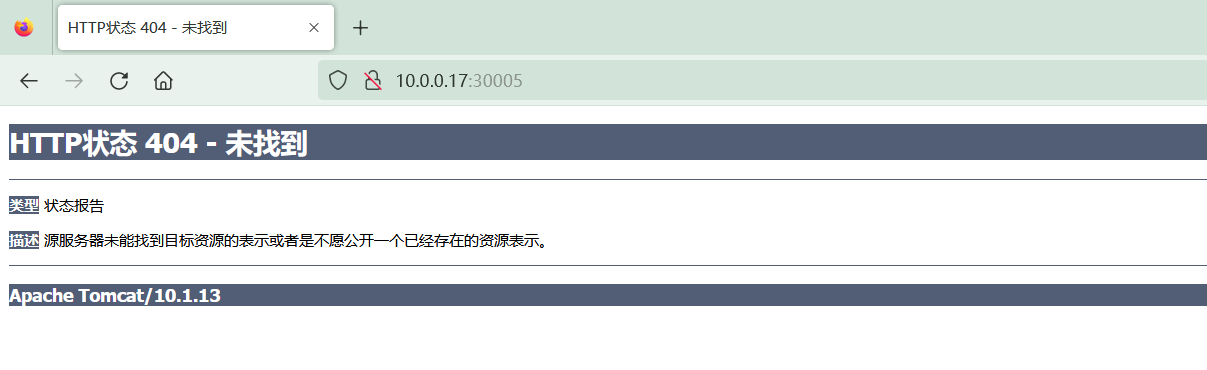 HTTP状态 404 - 未找到
10.0.0.17:30005
HTTP状态 404 - 未找到
类型 状态报告
描述 源服务器未能找到目标资源的表示或者是不愿公开一个已经存在的资源表示。
Apache Tomcat/10.1.13